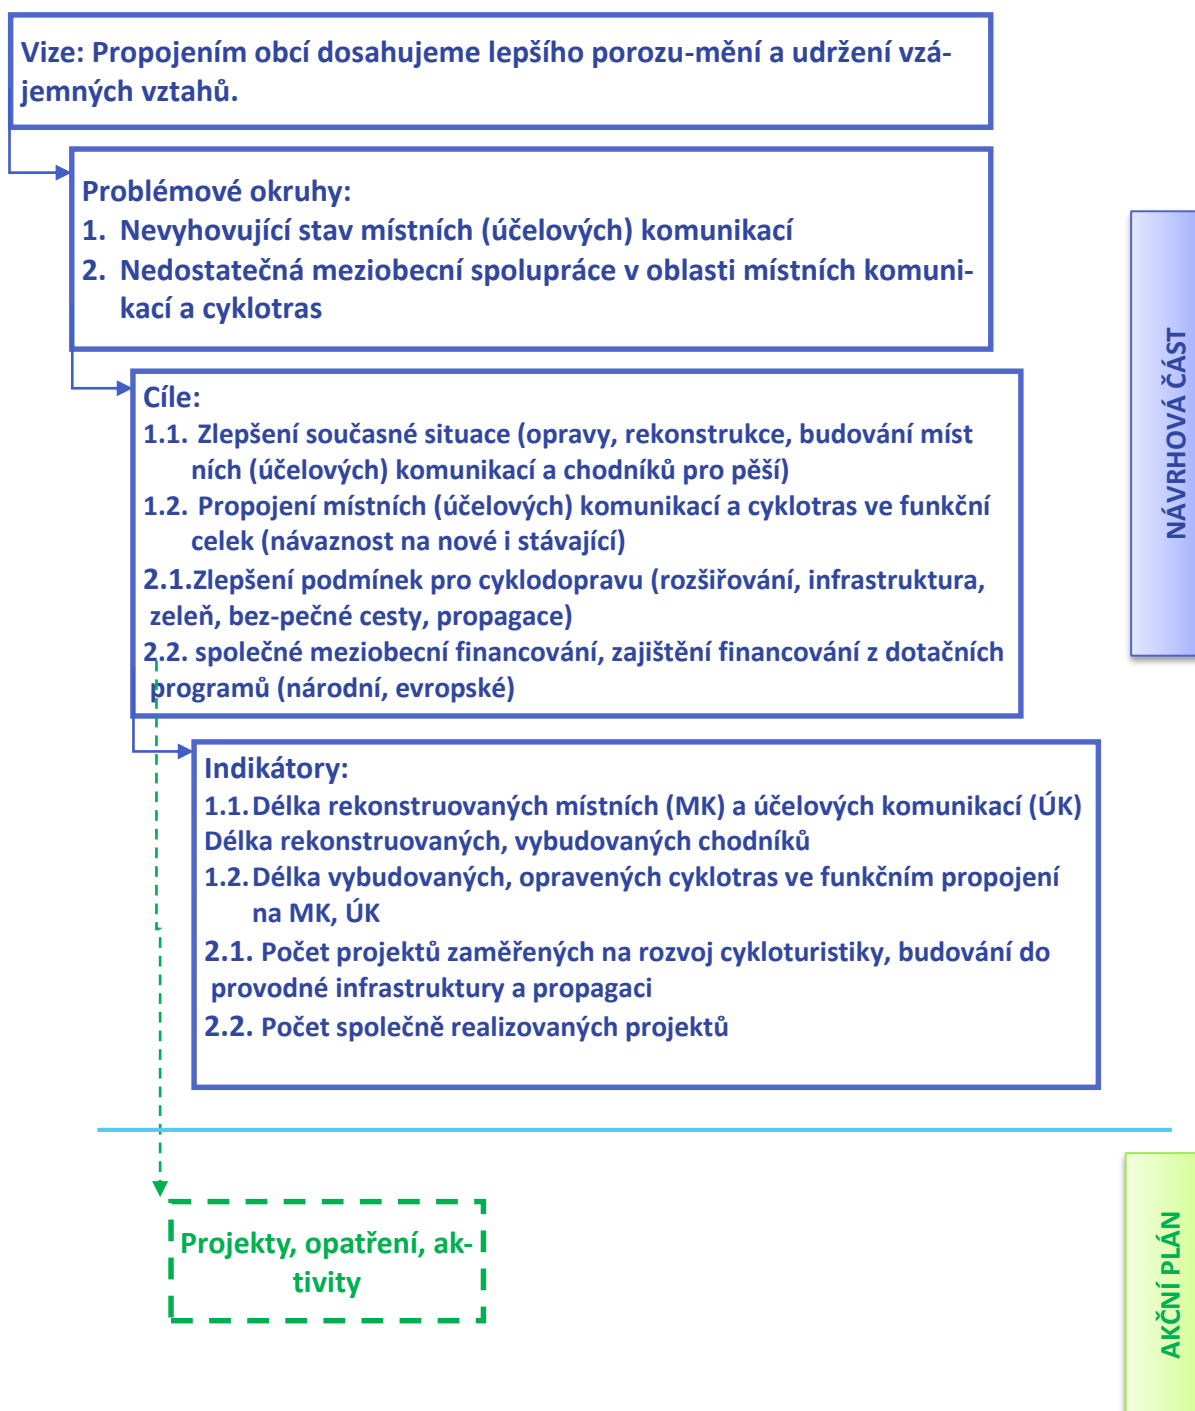 Vize: Propojením obcí dosahujeme lepšího porozu-mění a udržení vzá-
jemných vztahů.
Problémové okruhy:
1. Nevyhovující stav místních (účelových) komunikací
2. Nedostatečná meziobecní spolupráce v oblasti místních komuni-
kací a cyklotras
NÁVRHOVÁ ČÁST
Cíle:
1.1. Zlepšení současné situace (opravy, rekonstrukce, budování míst
ních (účelových) komunikací a chodníků pro pěší)
1.2. Propojení místních (účelových) komunikací a cyklotras ve funkční
celek (návaznost na nové i stávající)
2.1.Zlepšení podmínek pro cyklodopravu (rozšiřování, infrastruktura,
zeleň, bez-pečné cesty, propagace)
2.2. společné meziobecní financování, zajištění financování z dotačních
programů (národní, evropské)
Indikátory:
1.1.Délka rekonstruovaných místních (MK) a účelových komunikací (ÚK)
Délka rekonstruovaných, vybudovaných chodníků
1.2.Délka vybudovaných, opravených cyklotras ve funkčním propojení
na MK, ÚK
2.1. Počet projektů zaměřených na rozvoj cykloturistiky, budování do
provodné infrastruktury a propagaci
2.2. Počet společně realizovaných projektů
Projekty, opatření, ak-
tivity
AKČNÍ PLÁN